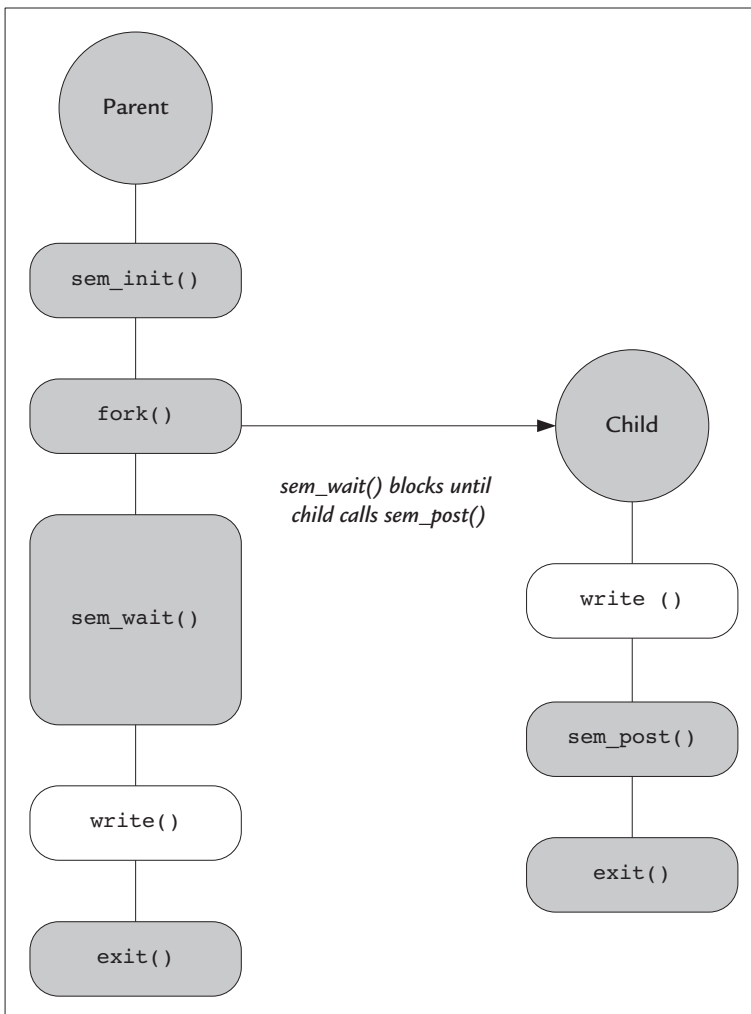 Parent
sem_init()
fork()
sem_wait()
write()
exit()
sem_wait() blocks until
child calls sem_post()
Child
write ()
sem_post()
exit()